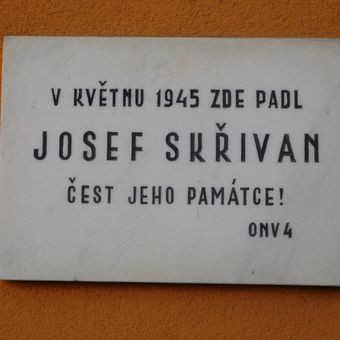 V KVĚTNU 1945 ZDE PADL
JOSEF SKŘIVAN
ČEST JEHO PAMÁTCE!
ONV4